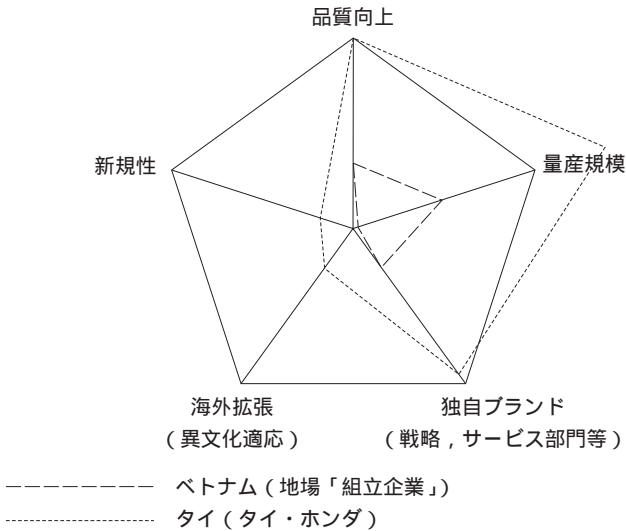 品質向上
新規性
量産規模
海外拡張
(異文化適応)
独自ブランド
(戦略,サービス部門等)
ベトナム(地場「組立企業」)
タイ(タイ・ホンダ)